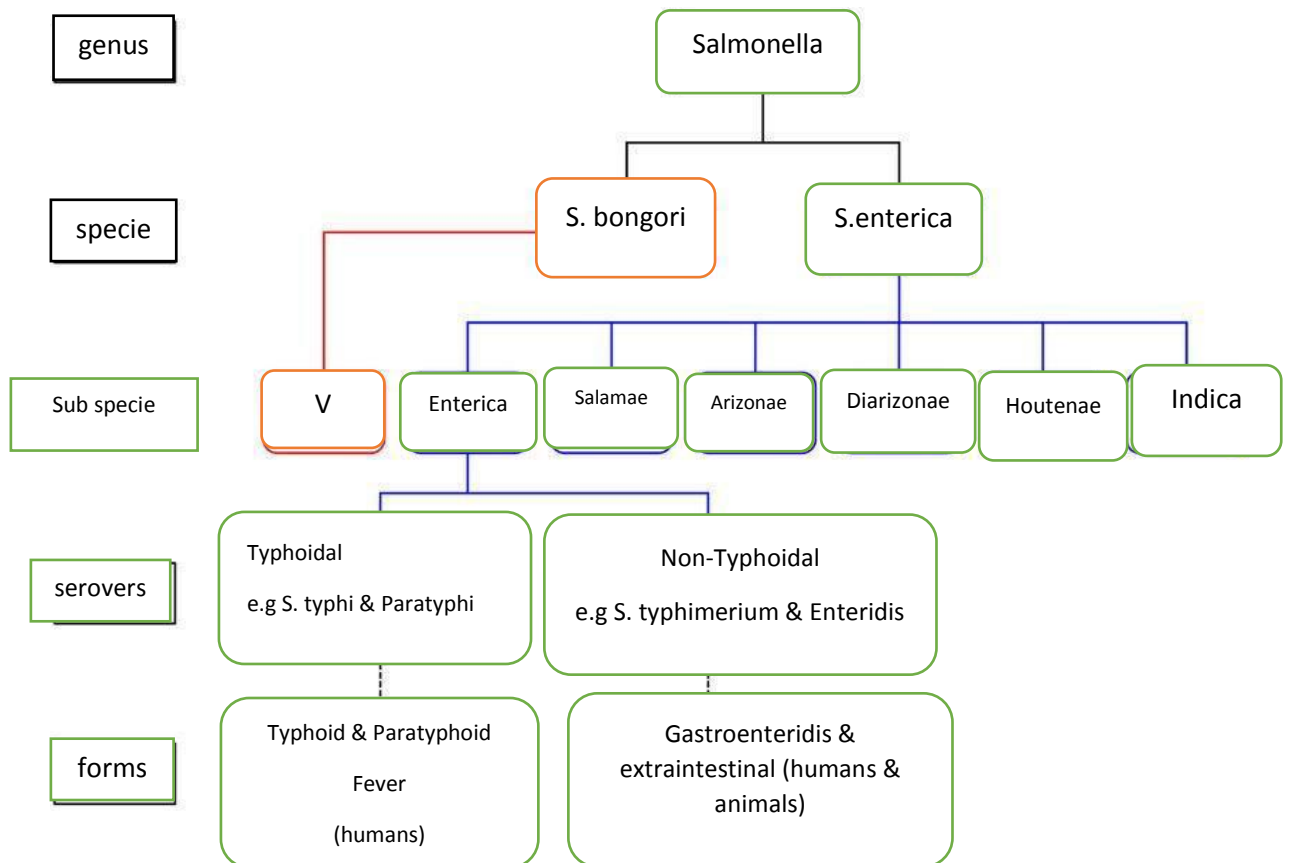 genus
Salmonella
specie
S. bongori
S.enterica
Sub specie
V
Enterica
Salamae
Arizonae
Diarizonae
Houtenae
Indica
serovers
Typhoidal
e.g S. typhi & Paratyphi
Non-Typhoidal
e.g S. typhimerium & Enteridis
forms
Typhoid & Paratyphoid
Fever
(humans)
Gastroenteridis &
extraintestinal (humans &
animals)